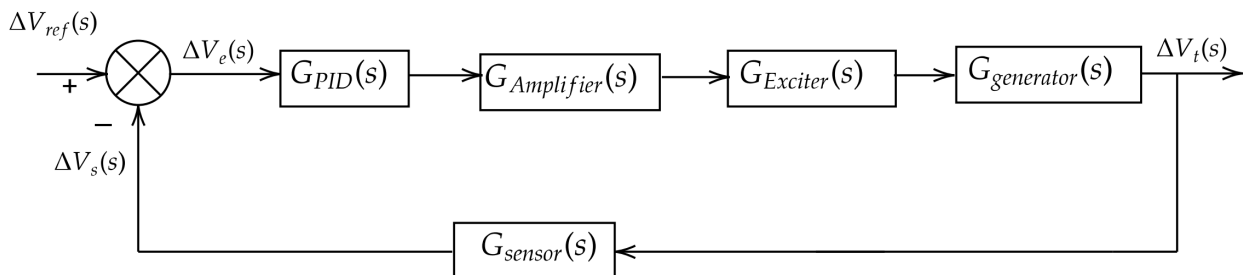 ΔV_ref(s)
+
−
ΔV_e(s)
G_PID(s)
G_Amplifier(s)
G_Exciter(s)
G_generator(s)
ΔV_t(s)
ΔV_s(s)
G_sensor(s)